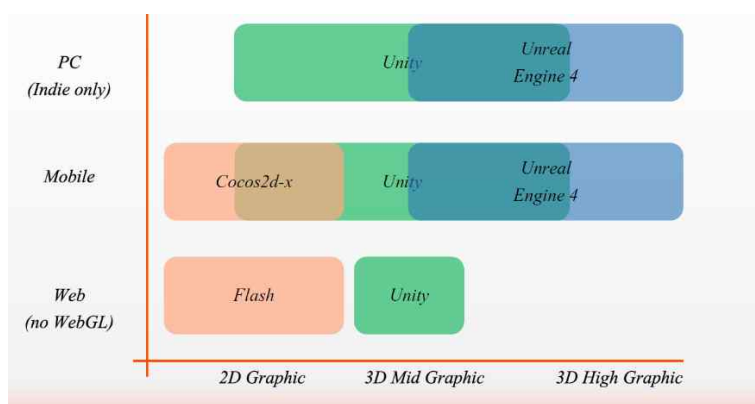 PC
(Indie only)
Unity
Unreal
Engine 4
Mobile
Cocos2d-x
Unity
Unreal
Engine 4
Web
(no WebGL)
Flash
Unity
2D Graphic
3D Mid Graphic
3D High Graphic